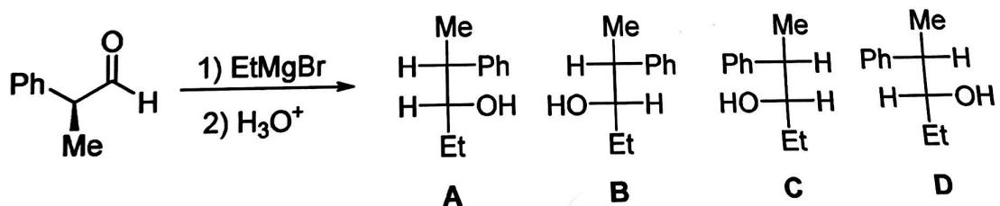 O
Ph
H
Me
1) EtMgBr
2) H₃O⁺
Me
H Ph
H OH
Et
A
Me
H Ph
HO H
Et
B
Me
Ph H
HO H
Et
C
Me
Ph H
H OH
Et
D